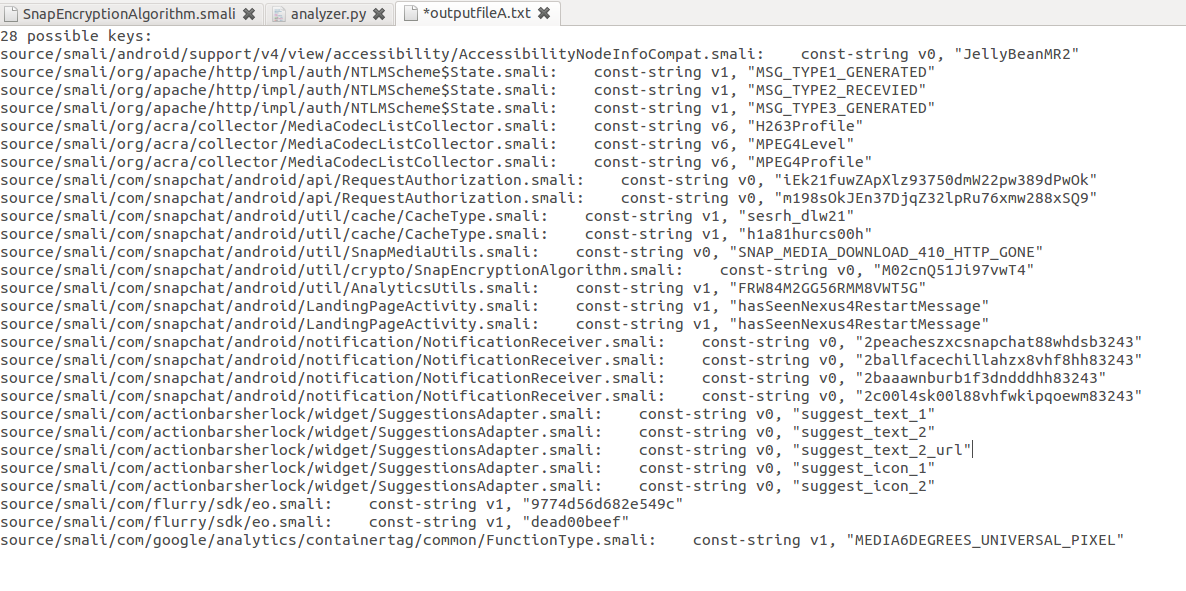 SnapEncryptionAlgorithm.smali analyzer.py *outputfileA.txt
28 possible keys:
source/smali/android/support/v4/view/accessibility/AccessibilityNodeInfoCompat.smali:    const-string v0, "JellyBeanMR2"
source/smali/org/apache/http/impl/auth/NTLMScheme$State.smali:    const-string v1, "MSG_TYPE1_GENERATED"
source/smali/org/apache/http/impl/auth/NTLMScheme$State.smali:    const-string v1, "MSG_TYPE2_RECEVIED"
source/smali/org/apache/http/impl/auth/NTLMScheme$State.smali:    const-string v1, "MSG_TYPE3_GENERATED"
source/smali/org/acra/collector/MediaCodecListCollector.smali:    const-string v6, "H263Profile"
source/smali/org/acra/collector/MediaCodecListCollector.smali:    const-string v6, "MPEG4Level"
source/smali/org/acra/collector/MediaCodecListCollector.smali:    const-string v6, "MPEG4Profile"
source/smali/com/snapchat/android/api/RequestAuthorization.smali:    const-string v0, "iEk21fuwZApXlz93750dmW22pw389dPwOk"
source/smali/com/snapchat/android/api/RequestAuthorization.smali:    const-string v0, "m198sOkJEn37DjqZ32lpRu76xmw288xSQ9"
source/smali/com/snapchat/android/util/cache/CacheType.smali:    const-string v1, "sesrh_dlw21"
source/smali/com/snapchat/android/util/cache/CacheType.smali:    const-string v1, "h1a81hurcs00h"
source/smali/com/snapchat/android/util/SnapMediaUtils.smali:    const-string v0, "SNAP_MEDIA_DOWNLOAD_410_HTTP_GONE"
source/smali/com/snapchat/android/util/crypto/SnapEncryptionAlgorithm.smali:    const-string v0, "M02cnQ51Ji97vwT4"
source/smali/com/snapchat/android/util/AnalyticsUtils.smali:    const-string v1, "FRW84M2GG56RMM8VWT5G"
source/smali/com/snapchat/android/LandingPageActivity.smali:    const-string v1, "hasSeenNexus4RestartMessage"
source/smali/com/snapchat/android/LandingPageActivity.smali:    const-string v1, "hasSeenNexus4RestartMessage"
source/smali/com/snapchat/android/notification/NotificationReceiver.smali:    const-string v0, "2peacheszxcsnapchat88whdsb3243"
source/smali/com/snapchat/android/notification/NotificationReceiver.smali:    const-string v0, "2ballfacechillahzx8vhf8hh83243"
source/smali/com/snapchat/android/notification/NotificationReceiver.smali:    const-string v0, "2baaawnburb1f3dndddhh83243"
source/smali/com/snapchat/android/notification/NotificationReceiver.smali:    const-string v0, "2c00l4sk00l88vhfwkipqoewm83243"
source/smali/com/actionbarsherlock/widget/SuggestionsAdapter.smali:    const-string v0, "suggest_text_1"
source/smali/com/actionbarsherlock/widget/SuggestionsAdapter.smali:    const-string v0, "suggest_text_2"
source/smali/com/actionbarsherlock/widget/SuggestionsAdapter.smali:    const-string v0, "suggest_text_2_url"
source/smali/com/actionbarsherlock/widget/SuggestionsAdapter.smali:    const-string v0, "suggest_icon_1"
source/smali/com/actionbarsherlock/widget/SuggestionsAdapter.smali:    const-string v0, "suggest_icon_2"
source/smali/com/flurry/sdk/eo.smali:    const-string v1, "9774d56d682e549c"
source/smali/com/flurry/sdk/eo.smali:    const-string v1, "dead00beef"
source/smali/com/google/analytics/containertag/common/FunctionType.smali:    const-string v1, "MEDIA6DEGREES_UNIVERSAL_PIXEL"